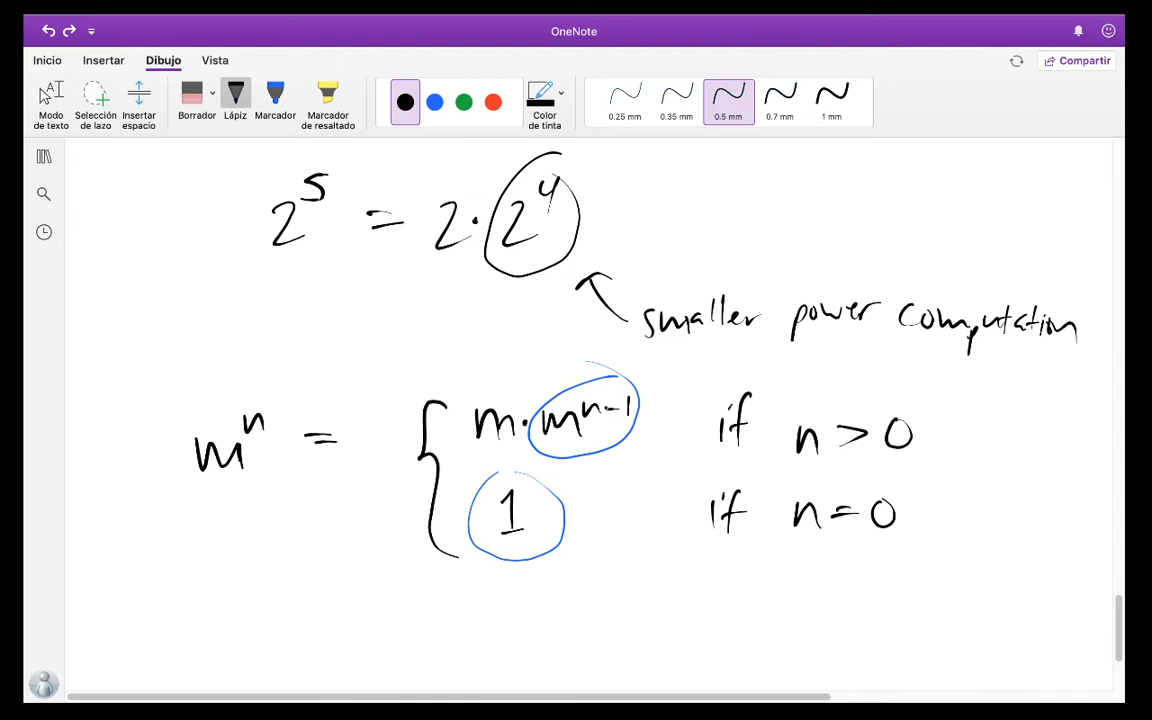 OneNote
Inicio Insertar Dibujo Vista Compartir
Modo de texto Selección de lazo Insertar espacio Borrador Lápiz Marcador Marcador de resaltado Color de tinta 0.25 mm 0.35 mm 0.5 mm 0.7 mm 1 mm
2^5 = 2·2^4
smaller power computation
m^n = { m·m^{n-1} if n > 0
1 if n = 0